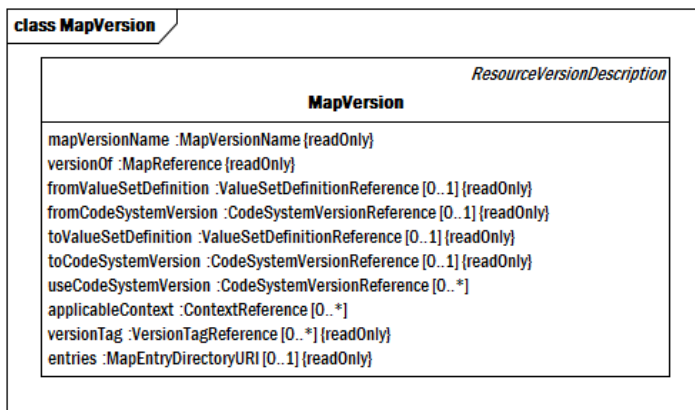 class MapVersion
ResourceVersionDescription
MapVersion
mapVersionName :MapVersionName {readOnly}
versionOf :MapReference {readOnly}
fromValueSetDefinition :ValueSetDefinitionReference [0..1] {readOnly}
fromCodeSystemVersion :CodeSystemVersionReference [0..1] {readOnly}
toValueSetDefinition :ValueSetDefinitionReference [0..1] {readOnly}
toCodeSystemVersion :CodeSystemVersionReference [0..1] {readOnly}
useCodeSystemVersion :CodeSystemVersionReference [0..*]
applicableContext :ContextReference [0..*]
versionTag :VersionTagReference [0..*] {readOnly}
entries :MapEntryDirectoryURI [0..1] {readOnly}